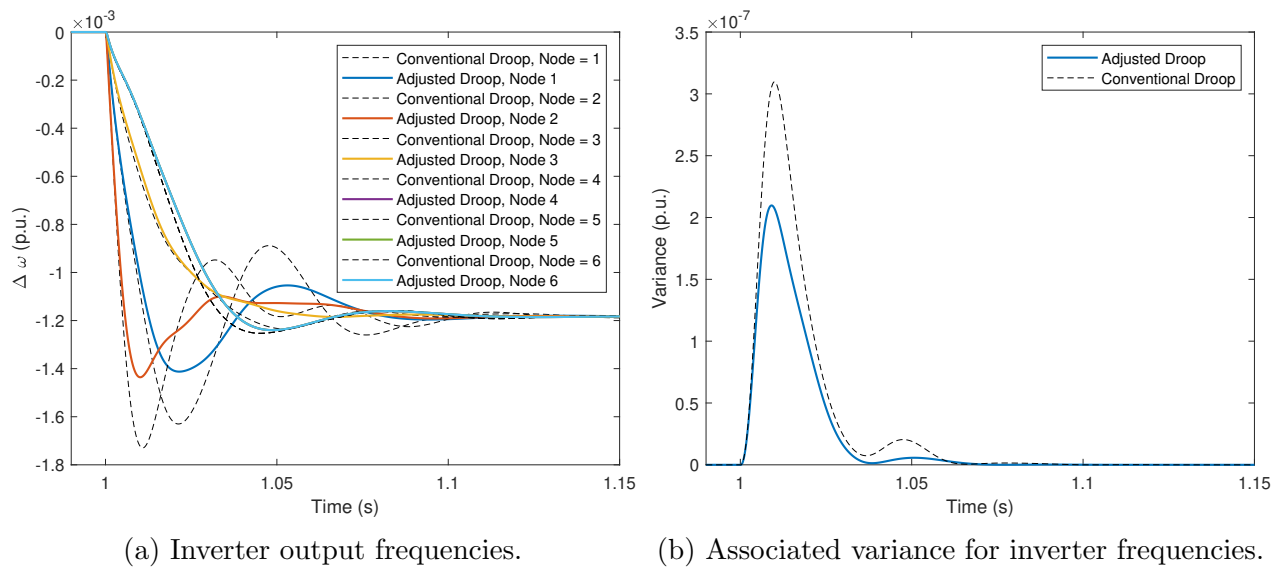 ×10-3
0
-0.2
-0.4
-0.6
-0.8
-1
-1.2
-1.4
-1.6
-1.8
Δ ω (p.u.)
1
1.05
1.1
1.15
Time (s)
Conventional Droop, Node = 1
Adjusted Droop, Node 1
Conventional Droop, Node = 2
Adjusted Droop, Node 2
Conventional Droop, Node = 3
Adjusted Droop, Node 3
Conventional Droop, Node = 4
Adjusted Droop, Node 4
Conventional Droop, Node = 5
Adjusted Droop, Node 5
Conventional Droop, Node = 6
Adjusted Droop, Node 6
(a) Inverter output frequencies.
×10-7
3.5
3
2.5
2
1.5
1
0.5
0
Variance (p.u.)
1
1.05
1.1
1.15
Time (s)
Adjusted Droop
Conventional Droop
(b) Associated variance for inverter frequencies.